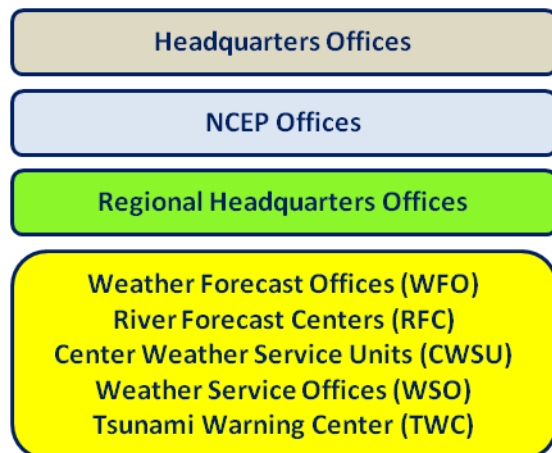 Headquarters Offices
NCEP Offices
Regional Headquarters Offices
Weather Forecast Offices (WFO)
River Forecast Centers (RFC)
Center Weather Service Units (CWSU)
Weather Service Offices (WSO)
Tsunami Warning Center (TWC)